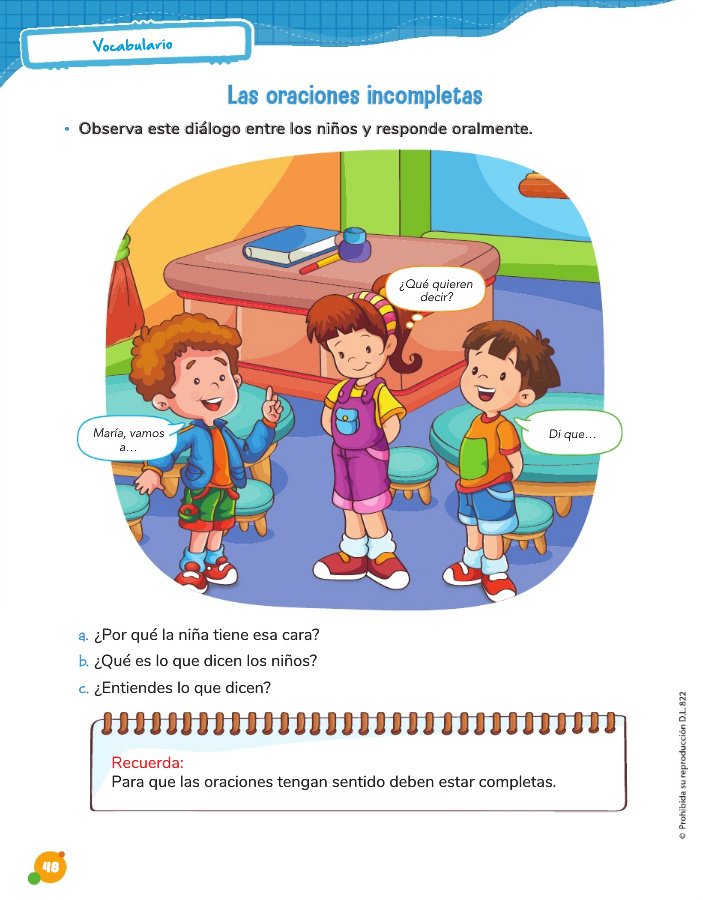 Vocabulario
Las oraciones incompletas
• Observa este diálogo entre los niños y responde oralmente.
¿Qué quieren
decir?
María, vamos
a…
Di que…
a. ¿Por qué la niña tiene esa cara?
b. ¿Qué es lo que dicen los niños?
c. ¿Entiendes lo que dicen?
Recuerda:
Para que las oraciones tengan sentido deben estar completas.
© Prohibida su reproducción D.L. 822
48